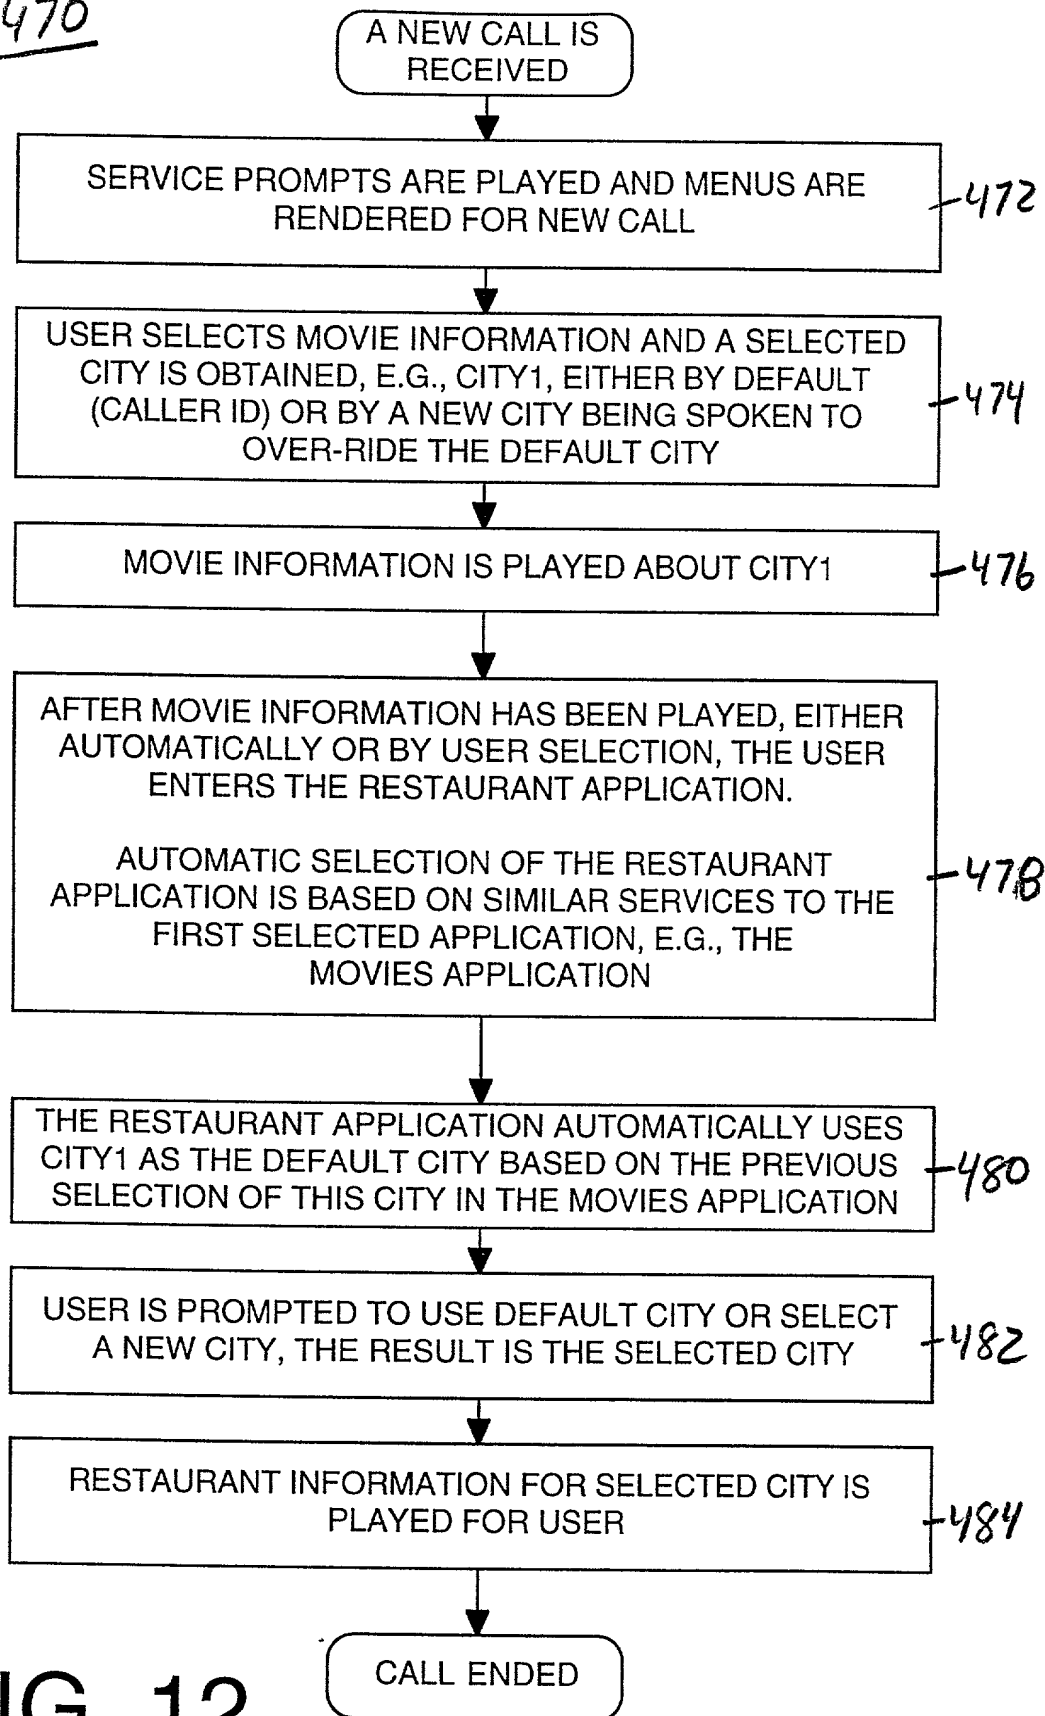 470
A NEW CALL IS
RECEIVED
SERVICE PROMPTS ARE PLAYED AND MENUS ARE
RENDERED FOR NEW CALL
472
USER SELECTS MOVIE INFORMATION AND A SELECTED
CITY IS OBTAINED, E.G., CITY1, EITHER BY DEFAULT
(CALLER ID) OR BY A NEW CITY BEING SPOKEN TO
OVER-RIDE THE DEFAULT CITY
474
MOVIE INFORMATION IS PLAYED ABOUT CITY1
476
AFTER MOVIE INFORMATION HAS BEEN PLAYED, EITHER
AUTOMATICALLY OR BY USER SELECTION, THE USER
ENTERS THE RESTAURANT APPLICATION.
AUTOMATIC SELECTION OF THE RESTAURANT
APPLICATION IS BASED ON SIMILAR SERVICES TO THE
FIRST SELECTED APPLICATION, E.G., THE
MOVIES APPLICATION
478
THE RESTAURANT APPLICATION AUTOMATICALLY USES
CITY1 AS THE DEFAULT CITY BASED ON THE PREVIOUS
SELECTION OF THIS CITY IN THE MOVIES APPLICATION
480
USER IS PROMPTED TO USE DEFAULT CITY OR SELECT
A NEW CITY, THE RESULT IS THE SELECTED CITY
482
RESTAURANT INFORMATION FOR SELECTED CITY IS
PLAYED FOR USER
484
CALL ENDED
IG. 12